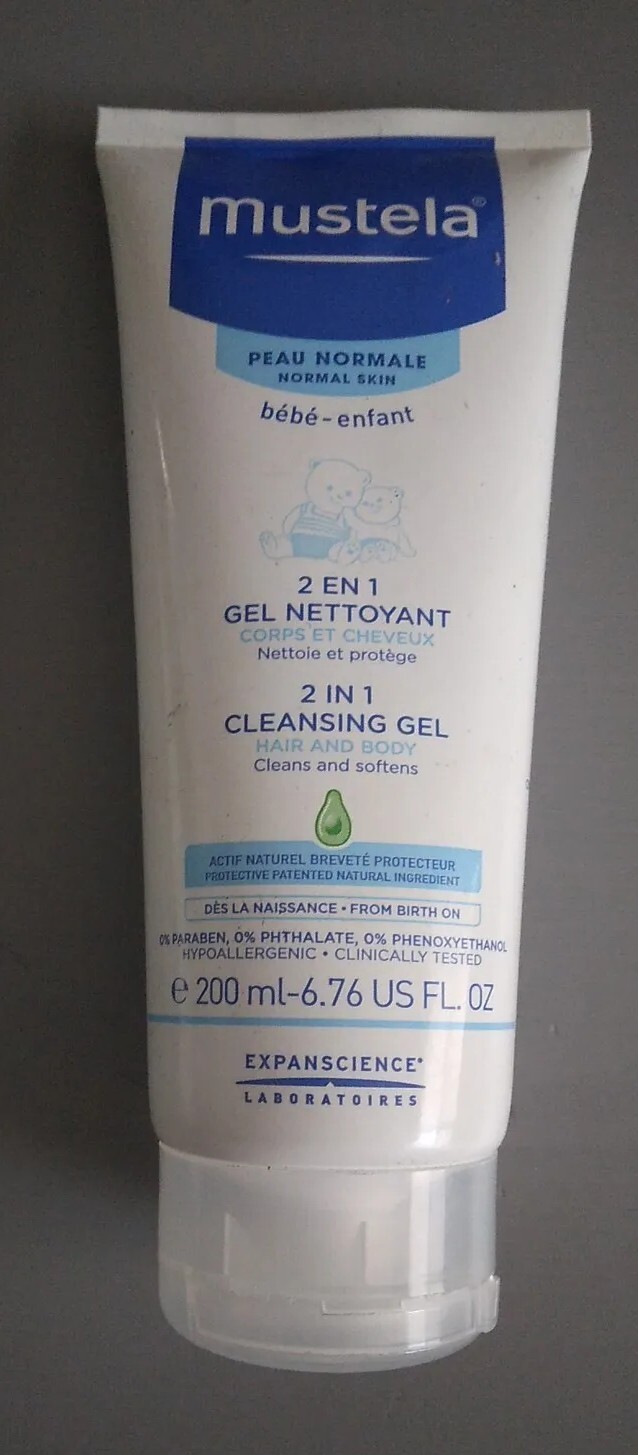 mustela®
PEAU NORMALE
NORMAL SKIN
bébé-enfant
2 EN 1
GEL NETTOYANT
CORPS ET CHEVEUX
Nettoie et protège
2 IN 1
CLEANSING GEL
HAIR AND BODY
Cleans and softens
ACTIF NATUREL BREVETÉ PROTECTEUR
PROTECTIVE PATENTED NATURAL INGREDIENT
DÈS LA NAISSANCE • FROM BIRTH ON
0% PARABEN, 0% PHTHALATE, 0% PHENOXYETHANOL
HYPOALLERGENIC • CLINICALLY TESTED
℮ 200 ml-6.76 US FL. OZ
EXPANSCIENCE®
LABORATOIRES